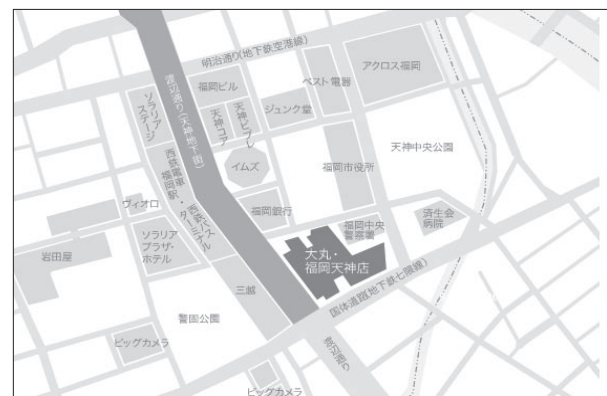 明治通り(地下鉄空港線)
アクロス福岡
ベスト電器
福岡ビル
ソラリア
ステージ
渡辺通り(天神地下街)
天神コア
天神ビブレ
ジュンク堂
天神中央公園
福岡市役所
イムズ
西鉄電車
福岡駅
・
西鉄バス
ターミナル
ヴィオロ
福岡銀行
福岡中央
警察署
済生会
病院
ソラリア
プラザ・
ホテル
岩田屋
大丸・
福岡天神店
三越
国体道路(地下鉄七隈線)
警固公園
ビッグカメラ
渡辺通り
ビッグカメラ